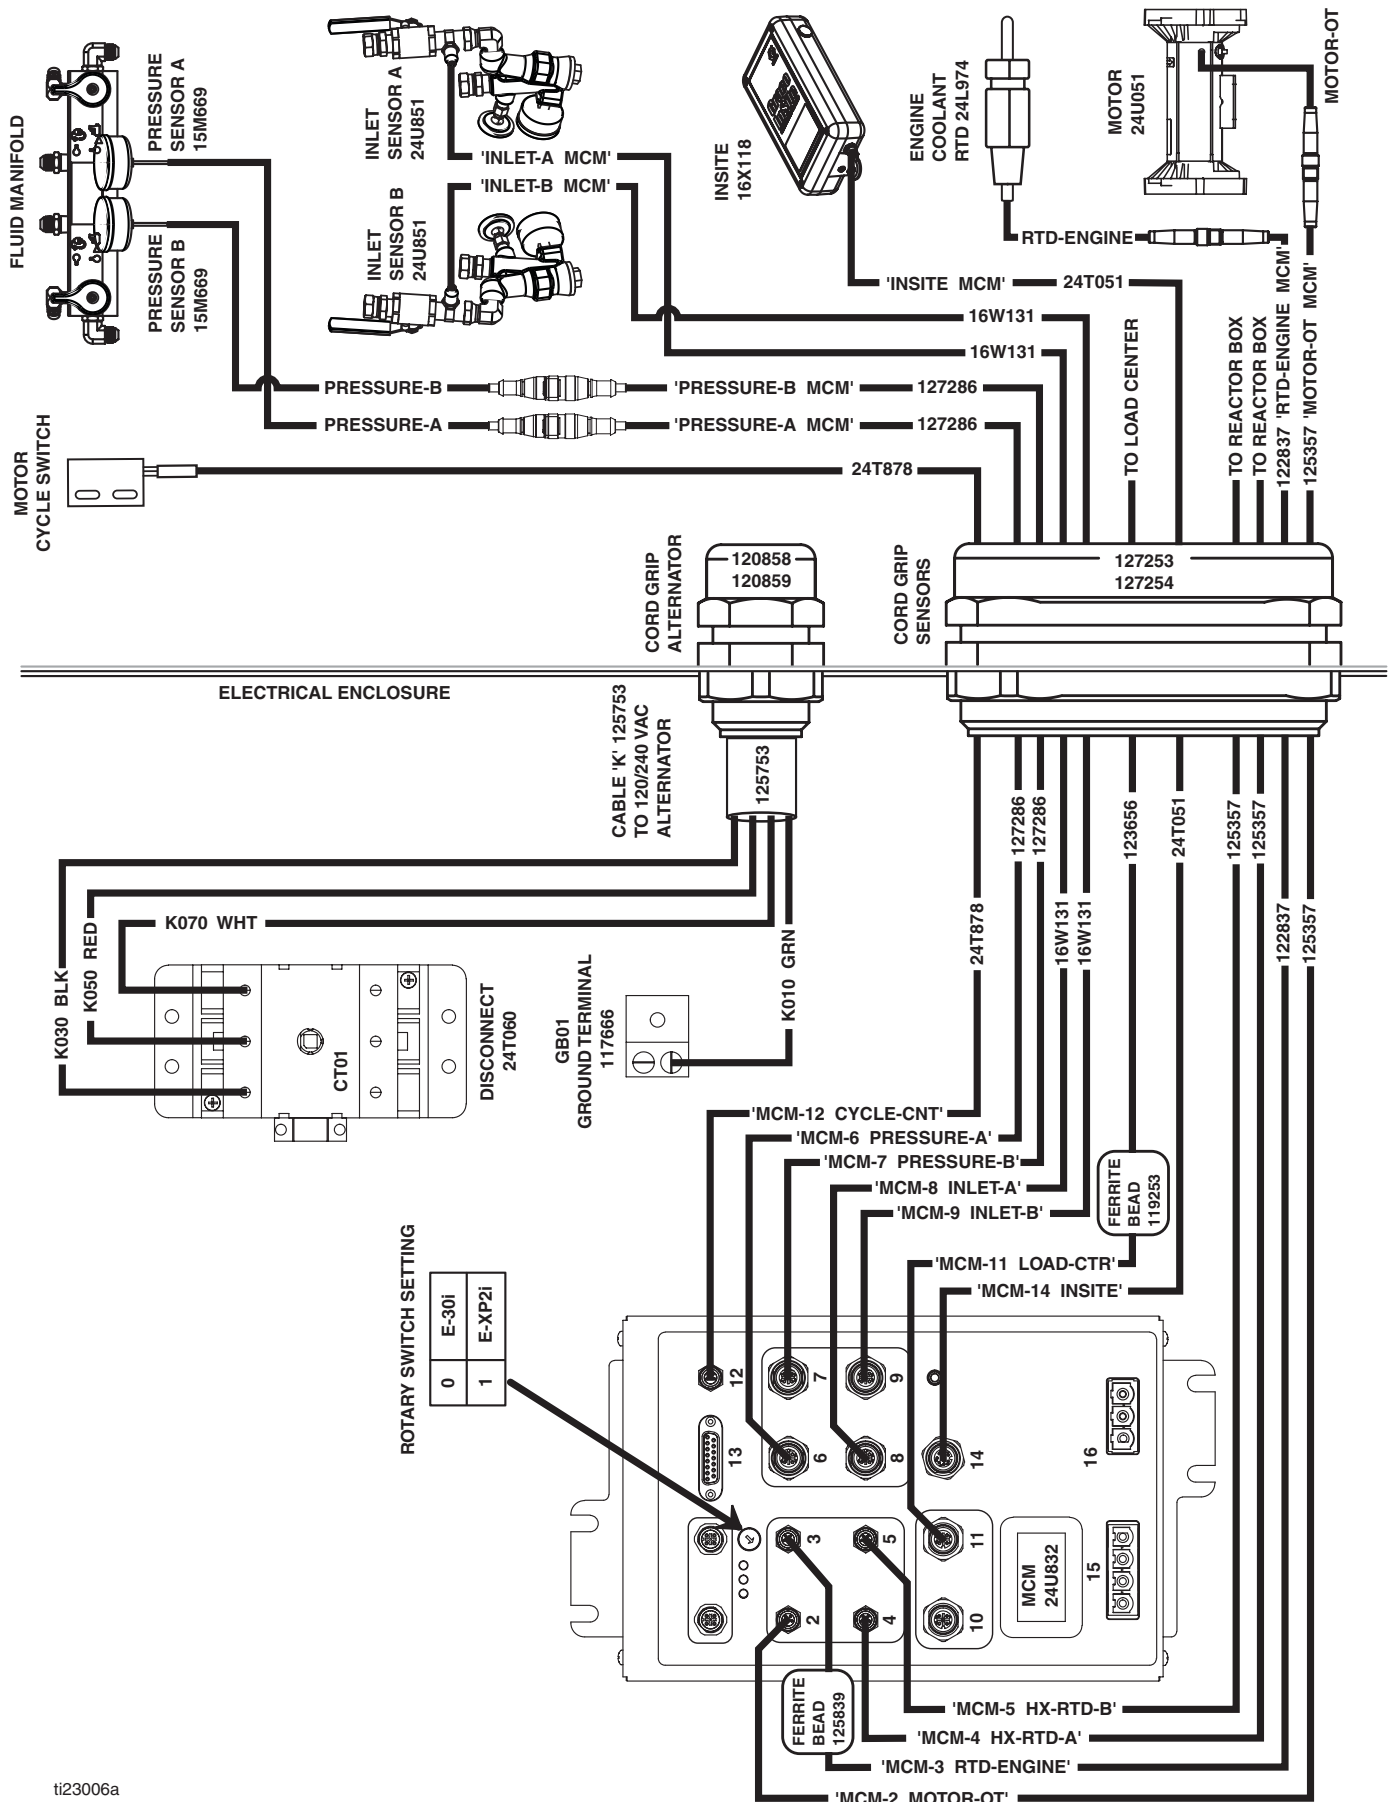 FLUID MANIFOLD
PRESSURE
SENSOR A
15M669
PRESSURE
SENSOR B
15M669
INLET
SENSOR A
24U851
INLET
SENSOR B
24U851
'INLET-A MCM'
'INLET-B MCM'
INSITE
16X118
ENGINE
COOLANT
RTD 24L974
MOTOR
24U051
MOTOR-OT
RTD-ENGINE
'INSITE MCM'
24T051
16W131
16W131
PRESSURE-B
'PRESSURE-B MCM'
127286
PRESSURE-A
'PRESSURE-A MCM'
127286
MOTOR
CYCLE SWITCH
24T878
TO LOAD CENTER
TO REACTOR BOX
TO REACTOR BOX
122837 'RTD-ENGINE MCM'
125357 'MOTOR-OT MCM'
CORD GRIP
ALTERNATOR
120858
120859
CORD GRIP
SENSORS
127253
127254
ELECTRICAL ENCLOSURE
CABLE 'K' 125753
TO 120/240 VAC
ALTERNATOR
125753
K030 BLK
K050 RED
K070 WHT
K010 GRN
CT01
DISCONNECT
24T060
GB01
GROUND TERMINAL
117666
24T878
127286
127286
16W131
16W131
123656
24T051
125357
125357
122837
125357
'MCM-12 CYCLE-CNT'
'MCM-6 PRESSURE-A'
'MCM-7 PRESSURE-B'
'MCM-8 INLET-A'
'MCM-9 INLET-B'
FERRITE
BEAD
119253
'MCM-11 LOAD-CTR'
'MCM-14 INSITE'
ROTARY SWITCH SETTING
0 E-30i
1 E-XP2i
12
7
9
13
6
8
14
16
3
5
11
MCM
24U832
15
2
4
10
FERRITE
BEAD
125839
'MCM-5 HX-RTD-B'
'MCM-4 HX-RTD-A'
'MCM-3 RTD-ENGINE'
'MCM-2 MOTOR-OT'
ti23006a